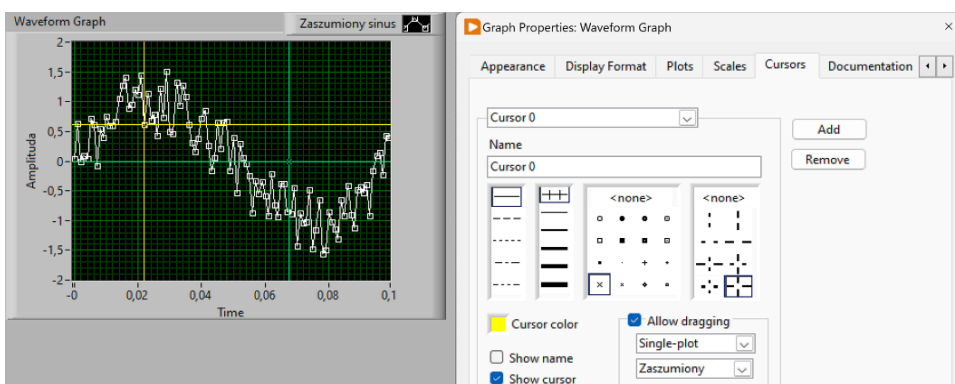 Waveform Graph
Zaszumiony sinus
2-
1,5-
1-
0,5-
0-
-0,5-
-1-
-1,5-
-2-
Amplituda
-0
0,02
0,04
0,06
0,08
0,1
Time
Graph Properties: Waveform Graph
Appearance Display Format Plots Scales Cursors Documentation
Cursor 0
Add
Name
Remove
Cursor 0
<none>
<none>
Cursor color
Allow dragging
Single-plot
Show name
Zaszumiony
Show cursor